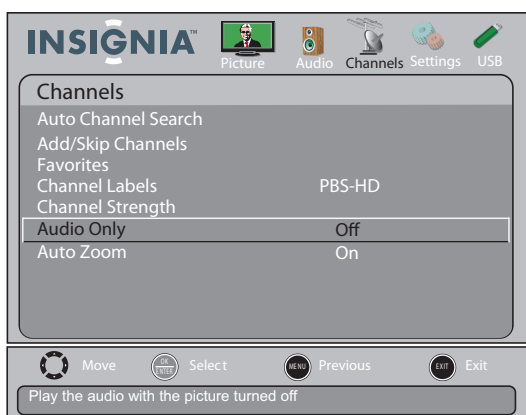 INSIGNIA™
Picture Audio Channels Settings USB
Channels
Auto Channel Search
Add/Skip Channels
Favorites
Channel Labels PBS-HD
Channel Strength
Audio Only Off
Auto Zoom On
Move OK ENTER Select MENU Previous EXIT Exit
Play the audio with the picture turned off